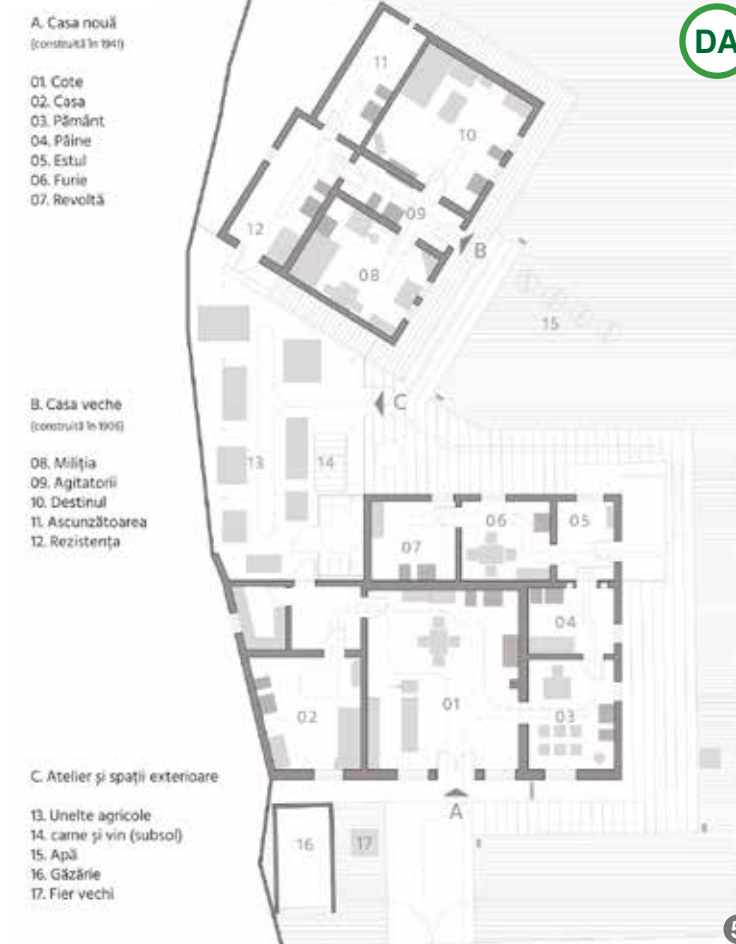 A. Casa nouă
(construită în 1941)
01. Cote
02. Casa
03. Pământ
04. Pâine
05. Estul
06. Furie
07. Revoltă
B. Casa veche
(construită în 1906)
08. Miliția
09. Agitatorii
10. Destinul
11. Ascunzătoarea
12. Rezistența
C. Atelier și spații exterioare
13. Unelte agricole
14. carne și vin (subsol)
15. Apă
16. Găzărie
17. Fier vechi
DA
11
10
09
12
B
08
15
C
13
14
06
05
07
04
01
02
03
A
16
17
5